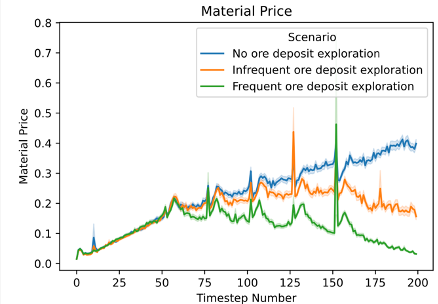 Material Price
Scenario
No ore deposit exploration
Infrequent ore deposit exploration
Frequent ore deposit exploration
Material Price
0.8
0.7
0.6
0.5
0.4
0.3
0.2
0.1
0.0
0 25 50 75 100 125 150 175 200
Timestep Number